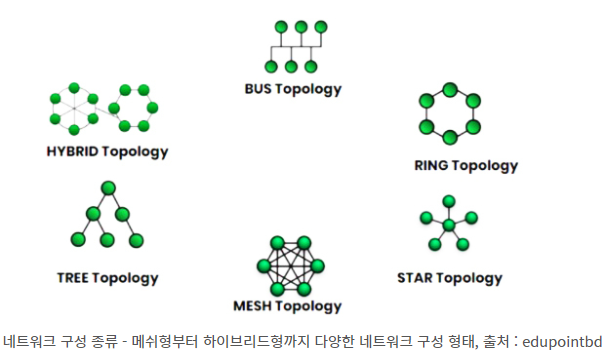 BUS Topology
HYBRID Topology
RING Topology
TREE Topology
STAR Topology
MESH Topology
네트워크 구성 종류 - 메쉬형부터 하이브리드형까지 다양한 네트워크 구성 형태, 출처 : edupointbd